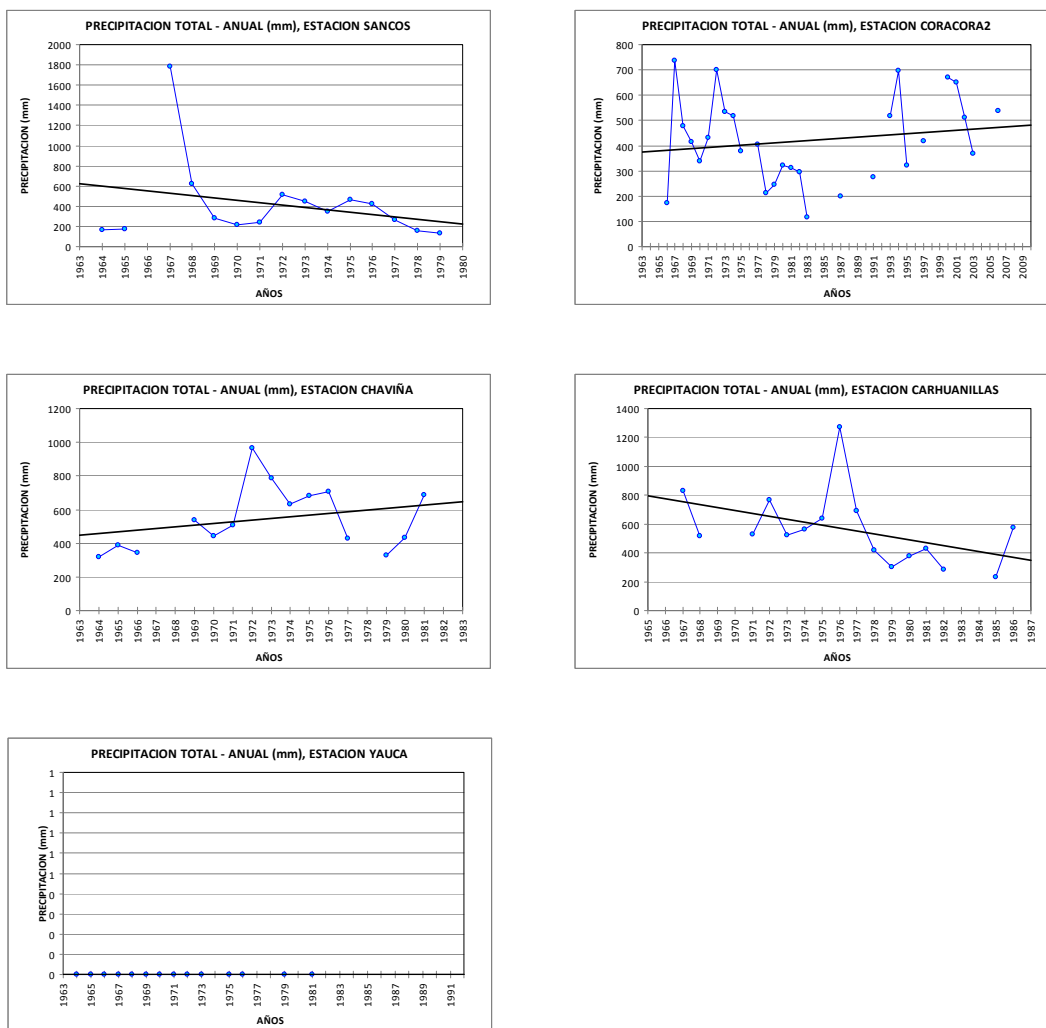 PRECIPITACION TOTAL - ANUAL (mm), ESTACION SANCOS
PRECIPITACION (mm)
2000
1800
1600
1400
1200
1000
800
600
400
200
0
1963 1964 1965 1966 1967 1968 1969 1970 1971 1972 1973 1974 1975 1976 1977 1978 1979 1980
AÑOS
PRECIPITACION TOTAL - ANUAL (mm), ESTACION CORACORA2
PRECIPITACION (mm)
800
700
600
500
400
300
200
100
0
1963 1965 1967 1969 1971 1973 1975 1977 1979 1981 1983 1985 1987 1989 1991 1993 1995 1997 1999 2001 2003 2005 2007 2009
AÑOS
PRECIPITACION TOTAL - ANUAL (mm), ESTACION CHAVIÑA
PRECIPITACION (mm)
1200
1000
800
600
400
200
0
1963 1964 1965 1966 1967 1968 1969 1970 1971 1972 1973 1974 1975 1976 1977 1978 1979 1980 1981 1982 1983
AÑOS
PRECIPITACION TOTAL - ANUAL (mm), ESTACION CARHUANILLAS
PRECIPITACION (mm)
1400
1200
1000
800
600
400
200
0
1965 1966 1967 1968 1969 1970 1971 1972 1973 1974 1975 1976 1977 1978 1979 1980 1981 1982 1983 1984 1985 1986 1987
AÑOS
PRECIPITACION TOTAL - ANUAL (mm), ESTACION YAUCA
PRECIPITACION (mm)
1
1
1
1
1
1
0
0
0
0
0
1963 1965 1967 1969 1971 1973 1975 1977 1979 1981 1983 1985 1987 1989 1991
AÑOS